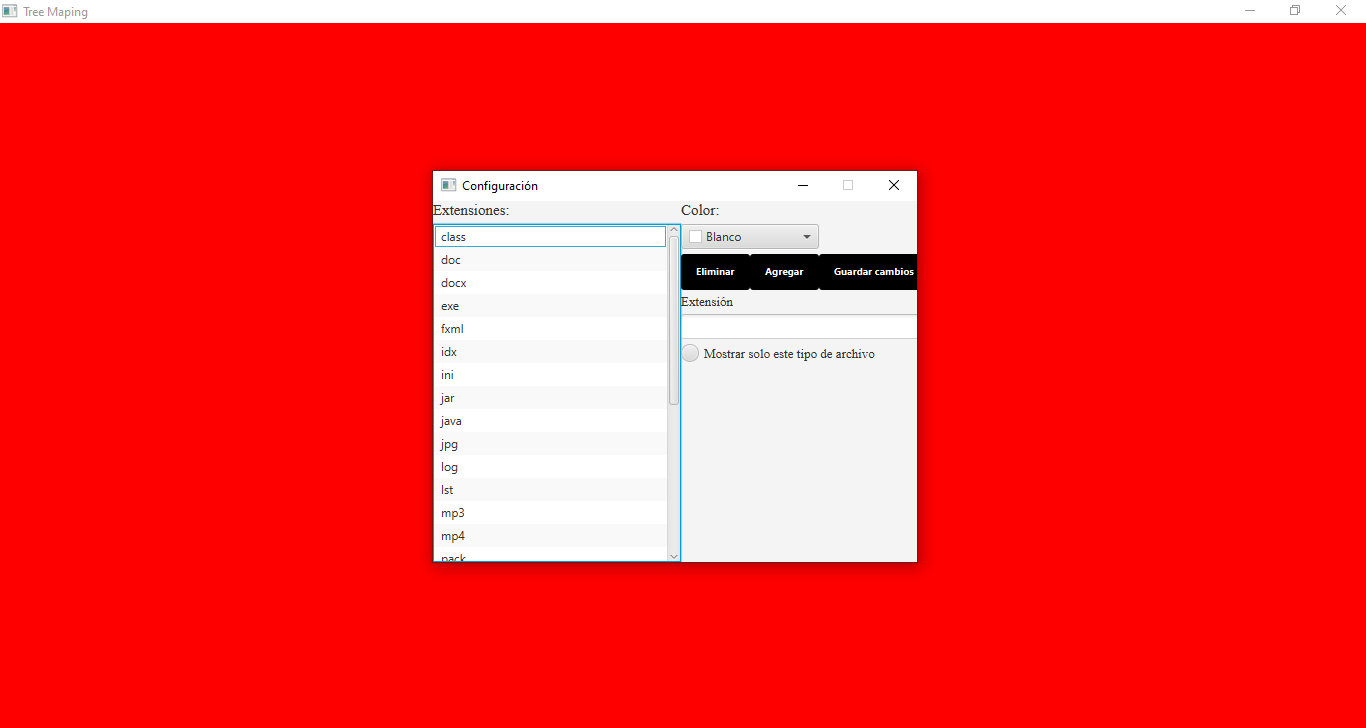 Tree Maping
Configuración
Extensiones:
class
doc
docx
exe
fxml
idx
ini
jar
java
jpg
log
lst
mp3
mp4
pack
Color:
Blanco
Eliminar Agregar Guardar cambios
Extensión
Mostrar solo este tipo de archivo